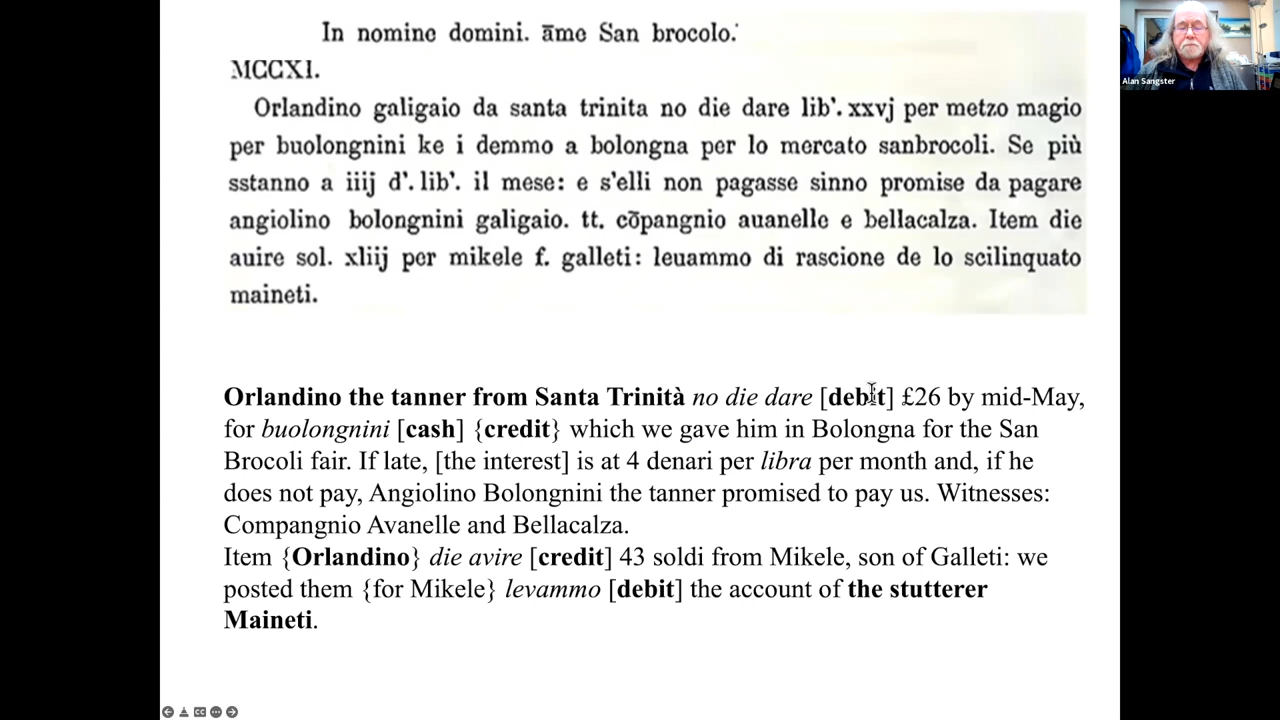 In nomine domini. āme San brocolo.
MCCXI.
Orlandino galigaio da santa trinita no die dare lib'. xxvj per metzo magio
per buolongnini ke i demmo a bolongna per lo mercato sanbrocoli. Se più
sstanno a iiij d'. lib'. il mese: e s'elli non pagasse sinno promise da pagare
angiolino bolongnini galigaio. tt. cōpangnio auanelle e bellacalza. Item die
auire sol. xliij per mikele f. galleti: leuammo di rascione de lo scilinquato
maineti.
Orlandino the tanner from Santa Trinità no die dare [debit] £26 by mid-May,
for buolongnini [cash] {credit} which we gave him in Bolongna for the San
Brocoli fair. If late, [the interest] is at 4 denari per libra per month and, if he
does not pay, Angiolino Bolongnini the tanner promised to pay us. Witnesses:
Compangnio Avanelle and Bellacalza.
Item {Orlandino} die avire [credit] 43 soldi from Mikele, son of Galleti: we
posted them {for Mikele} levammo [debit] the account of the stutterer
Maineti.
Alan Sangster